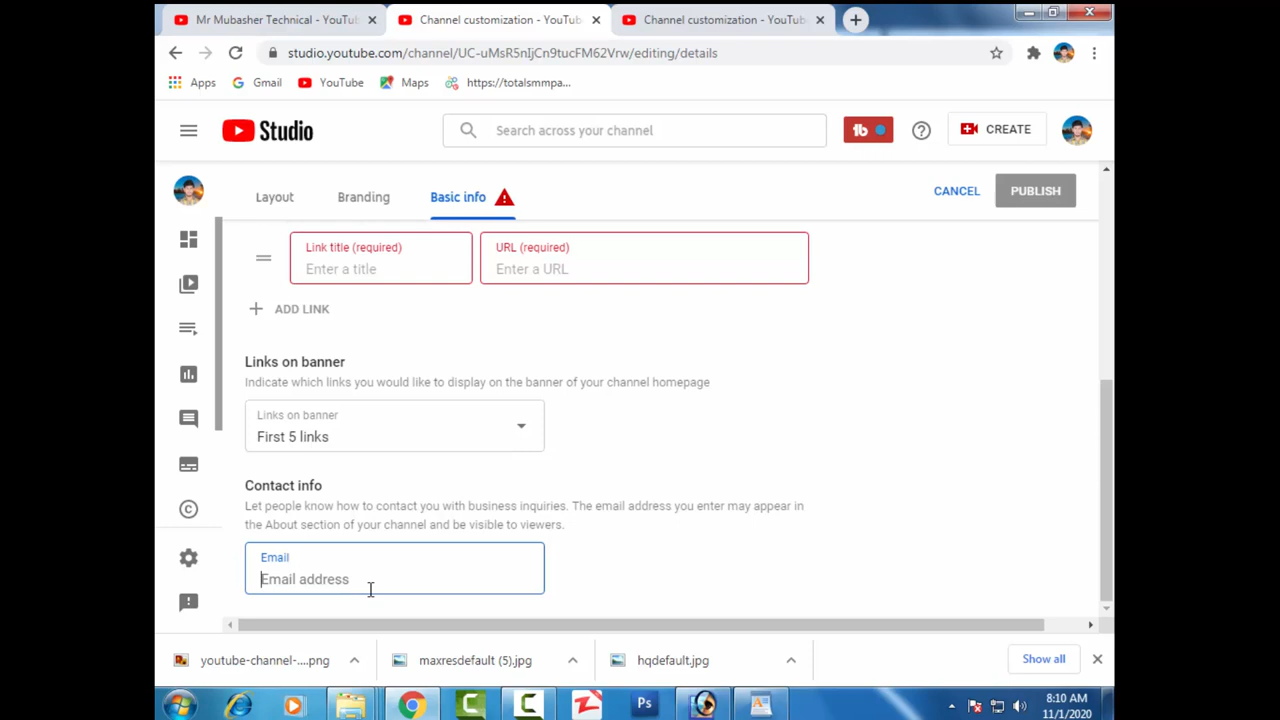 Mr Mubasher Technical - YouTu
Channel customization - YouTub
Channel customization - YouTub
studio.youtube.com/channel/UC-uMsR5nIjCn9tucFM62Vrw/editing/details
Apps
Gmail
YouTube
Maps
https://totalsmmpa...
Studio
Search across your channel
CREATE
Layout
Branding
Basic info
CANCEL
PUBLISH
Link title (required)
Enter a title
URL (required)
Enter a URL
ADD LINK
Links on banner
Indicate which links you would like to display on the banner of your channel homepage
Links on banner
First 5 links
Contact info
Let people know how to contact you with business inquiries. The email address you enter may appear in
the About section of your channel and be visible to viewers.
Email
Email address
youtube-channel-....png
maxresdefault (5).jpg
hqdefault.jpg
Show all
Ps
8:10 AM
11/1/2020